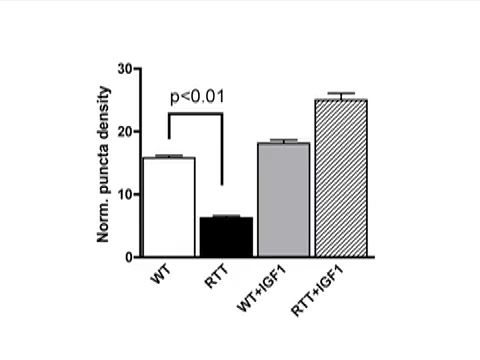 30
p<0.01
20
10
0
Norm. puncta density
WT
RTT
WT+IGF1
RTT+IGF1